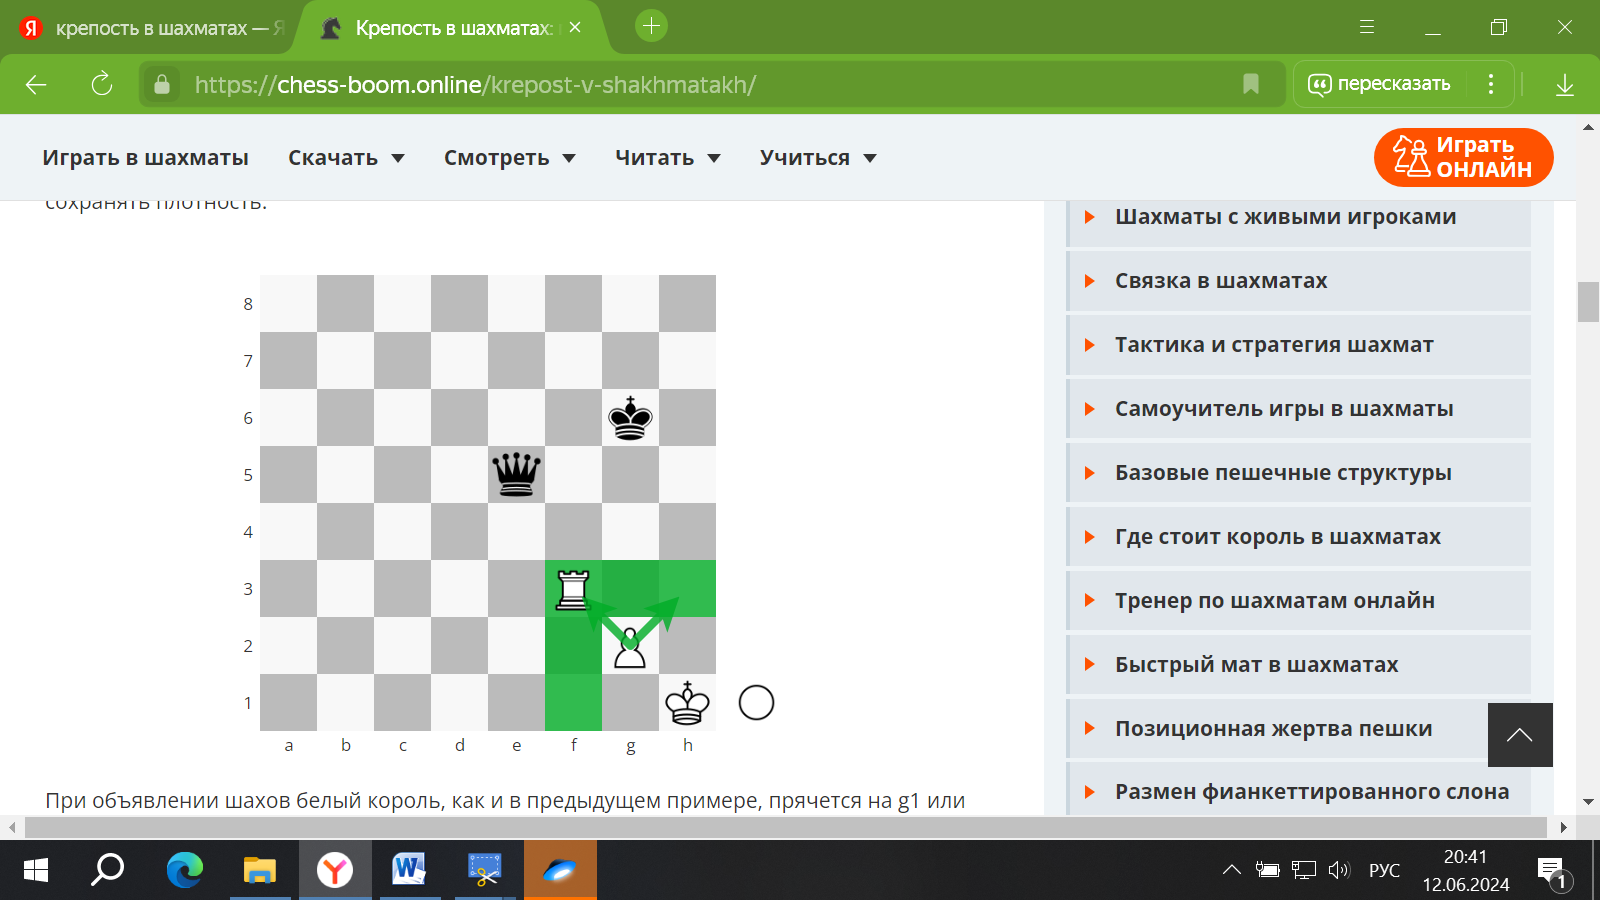 Я крепость в шахматах — Я
Крепость в шахматах:
https://chess-boom.online/krepost-v-shakhmatakh/
пересказать
Играть в шахматы
Скачать
Смотреть
Читать
Учиться
Играть
ОНЛАЙН
сохранять плотность.
8
7
6
5
4
3
2
1
a b c d e f g h
При объявлении шахов белый король, как и в предыдущем примере, прячется на g1 или
Шахматы с живыми игроками
Связка в шахматах
Тактика и стратегия шахмат
Самоучитель игры в шахматы
Базовые пешечные структуры
Где стоит король в шахматах
Тренер по шахматам онлайн
Быстрый мат в шахматах
Позиционная жертва пешки
Размен фианкеттированного слона
Y
W
РУС
20:41
12.06.2024
1